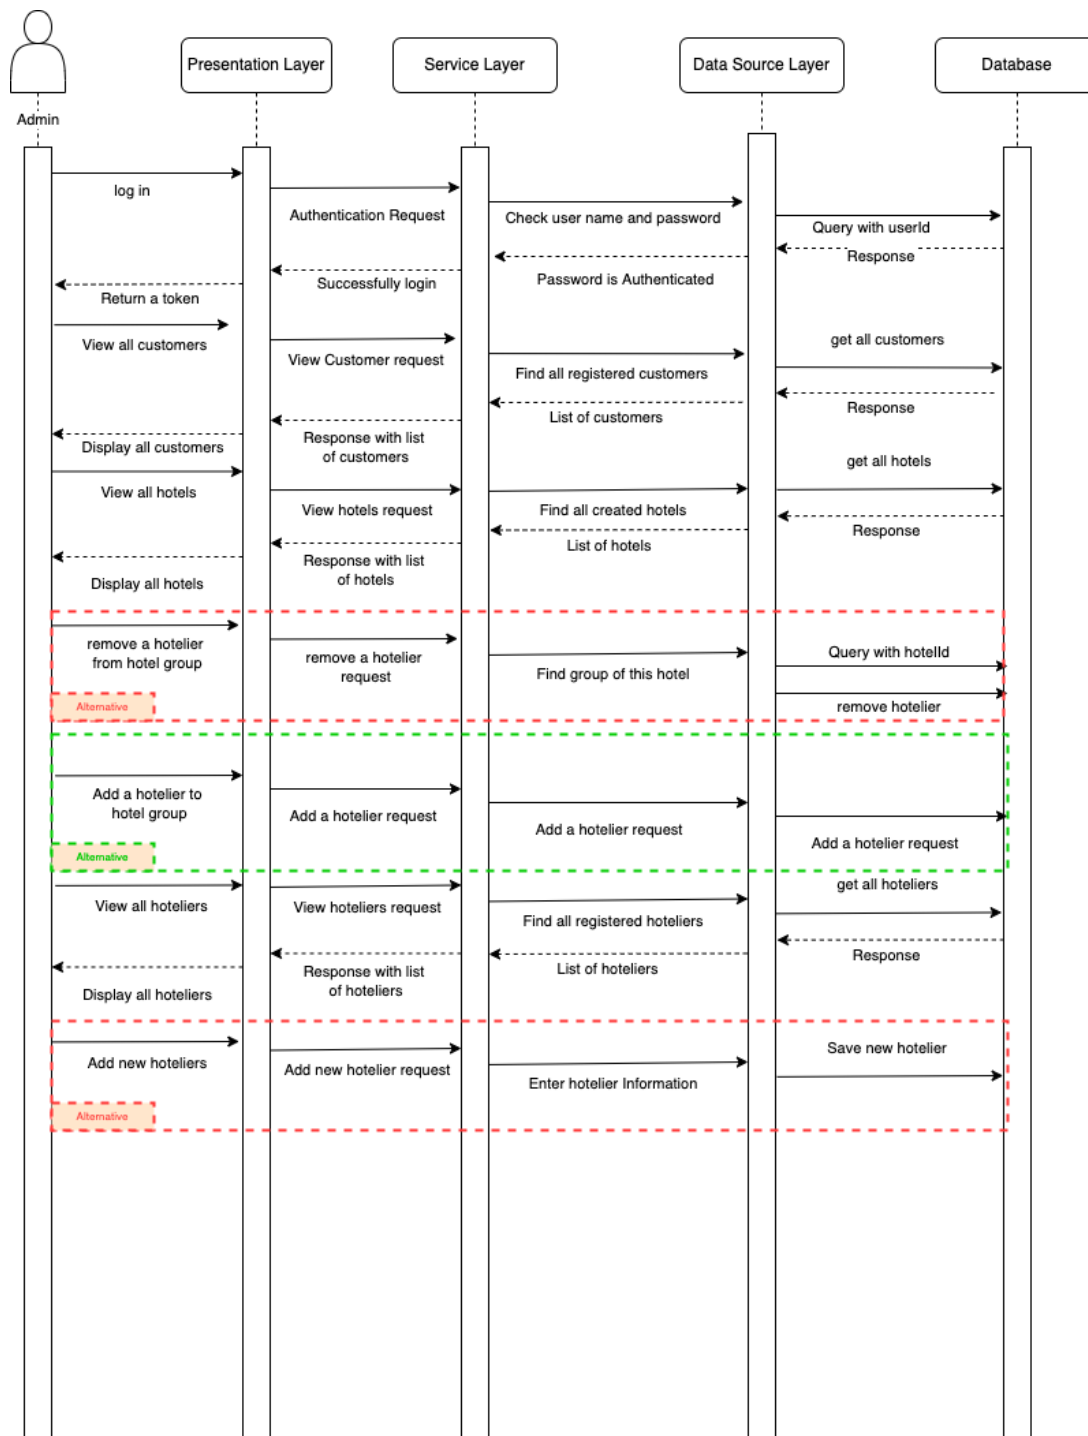 Presentation Layer
Service Layer
Data Source Layer
Database
Admin
log in
Authentication Request
Check user name and password
Query with userId
Response
Password is Authenticated
Successfully login
Return a token
View all customers
View Customer request
Find all registered customers
get all customers
Response
List of customers
Response with list
of customers
Display all customers
View all hotels
View hotels request
Find all created hotels
get all hotels
Response
List of hotels
Response with list
of hotels
Display all hotels
remove a hotelier
from hotel group
remove a hotelier
request
Find group of this hotel
Query with hotelId
remove hotelier
Alternative
Add a hotelier to
hotel group
Add a hotelier request
Add a hotelier request
Add a hotelier request
Alternative
View all hoteliers
View hoteliers request
Find all registered hoteliers
get all hoteliers
Response
List of hoteliers
Response with list
of hoteliers
Display all hoteliers
Add new hoteliers
Add new hotelier request
Enter hotelier Information
Save new hotelier
Alternative